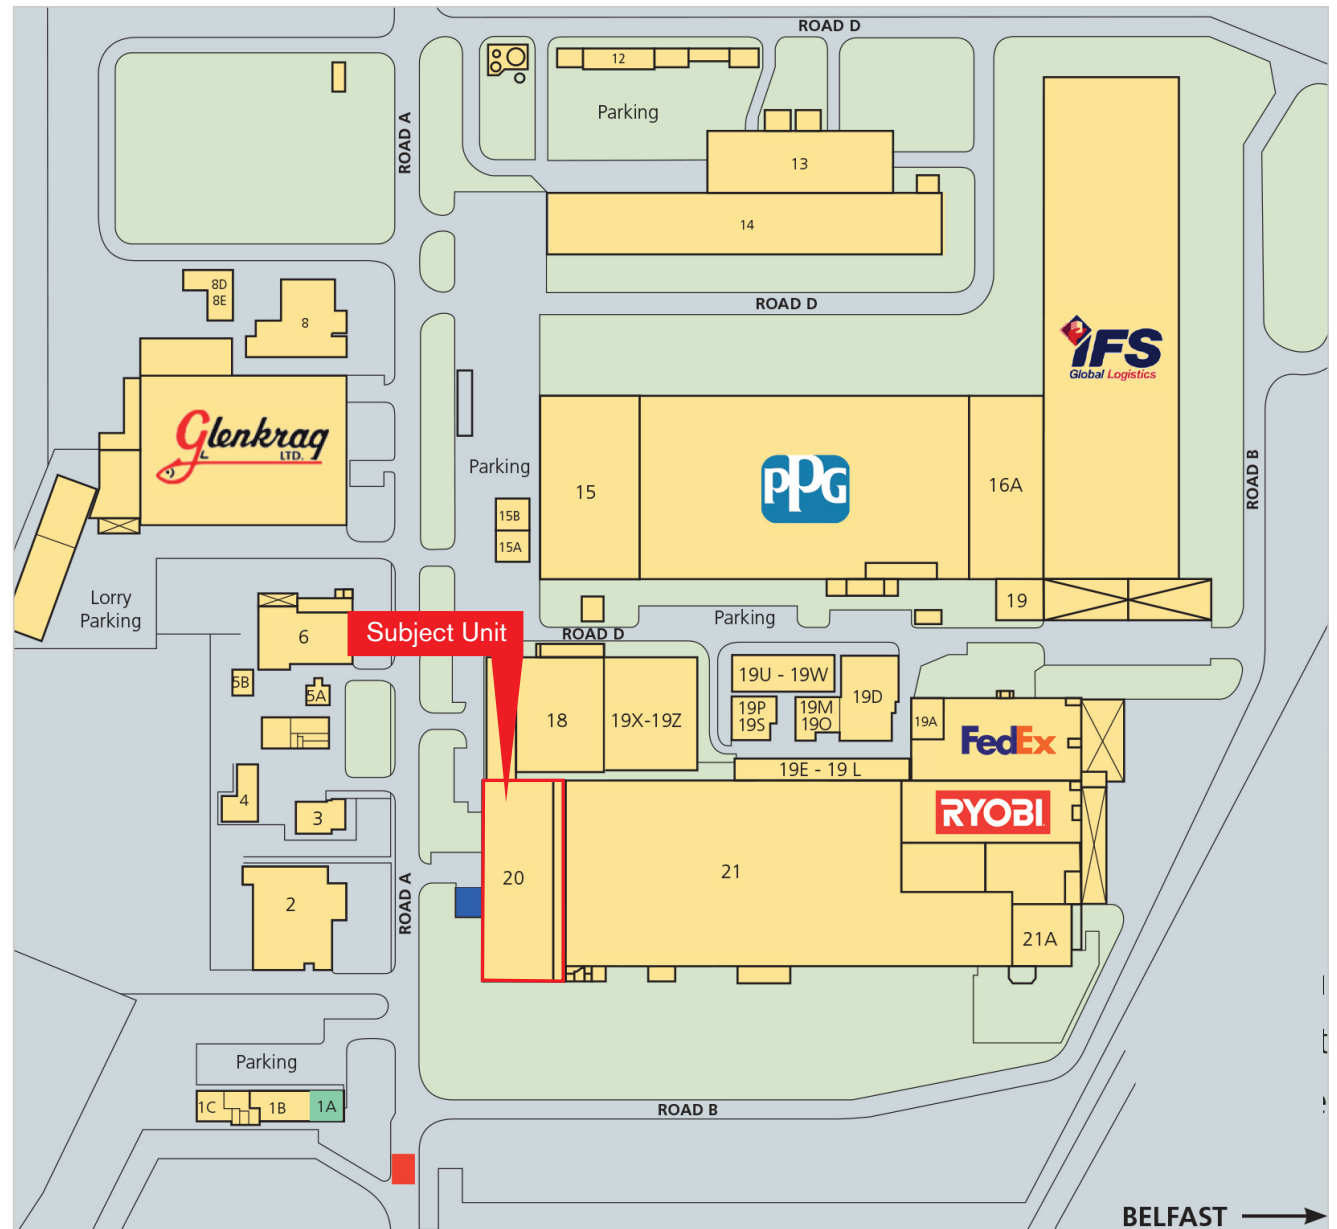 ROAD D
12
Parking
ROAD A
13
14
8D
8E
8
ROAD D
IFS
Global Logistics
Glenkrag
LTD.
Parking
15
PPG
16A
ROAD B
15B
15A
Lorry
Parking
19
Parking
6
Subject Unit
ROAD D
5B
5A
19U - 19W
19D
18
19X-19Z
19P
19S
19M
19O
19A
FedEx
19E - 19 L
4
3
RYOBI
20
21
2
ROAD A
21A
Parking
1C
1B
1A
ROAD B
BELFAST